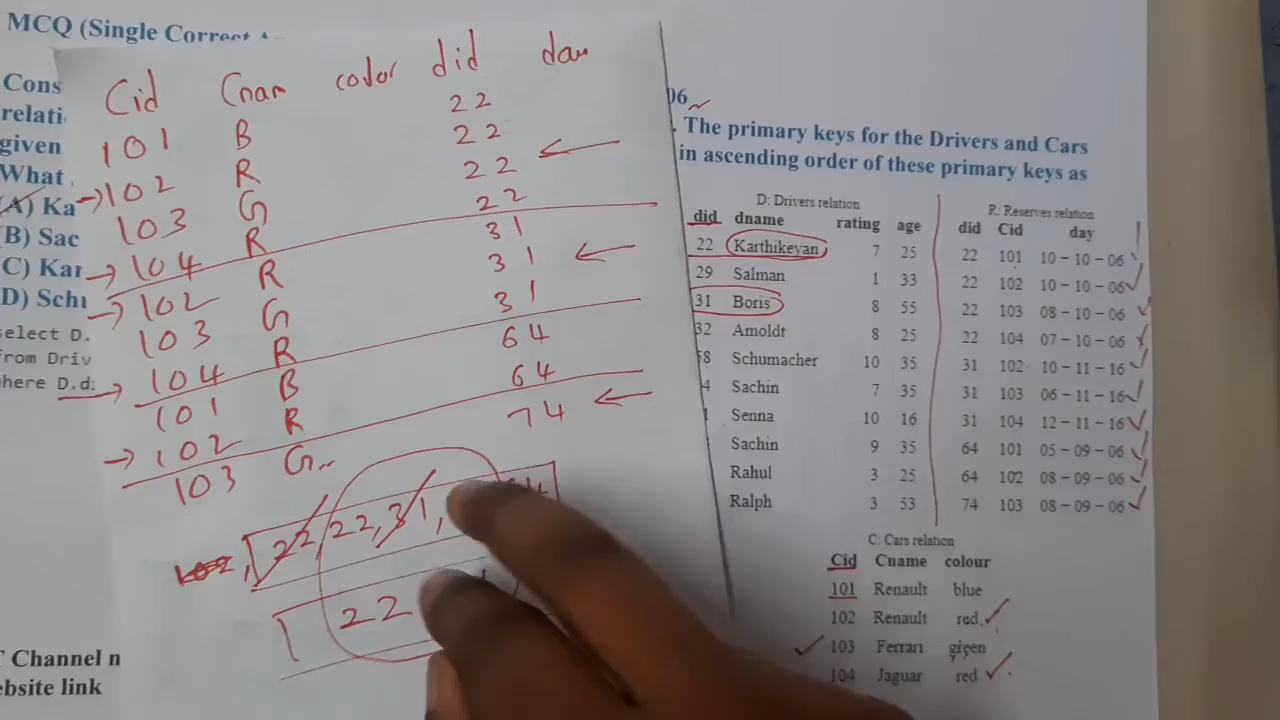 MCQ (Single Correct
Cons
relati
given
What
(A) Ka
(B) Sac
(C) Kar
(D) Schu
select D.
from Driv
where D.d
T Channel n
ebsite link
Cid Cnam color did
22
101 B 22
102 R 22
103 G 22
104 R 31
102 R 31
103 G 31
104 R 64
101 B 64
102 R 74
103 G
22, 22, 31,
22
06
. The primary keys for the Drivers and Cars
in ascending order of these primary keys as
D: Drivers relation
did dname rating age
22 Karthikeyan 7 25
29 Salman 1 33
31 Boris 8 55
32 Amoldt 8 25
58 Schumacher 10 35
4 Sachin 7 35
1 Senna 10 16
Sachin 9 35
Rahul 3 25
Ralph 3 53
R: Reserves relation
did Cid day
22 101 10 – 10 – 06
22 102 10 – 10 – 06
22 103 08 – 10 – 06
22 104 07 – 10 – 06
31 102 10 – 11 – 16
31 103 06 – 11 – 16
31 104 12 – 11 – 16
64 101 05 – 09 – 06
64 102 08 – 09 – 06
74 103 08 – 09 – 06
C: Cars relation
Cid Cname colour
101 Renault blue
102 Renault red
103 Ferrari green
104 Jaguar red